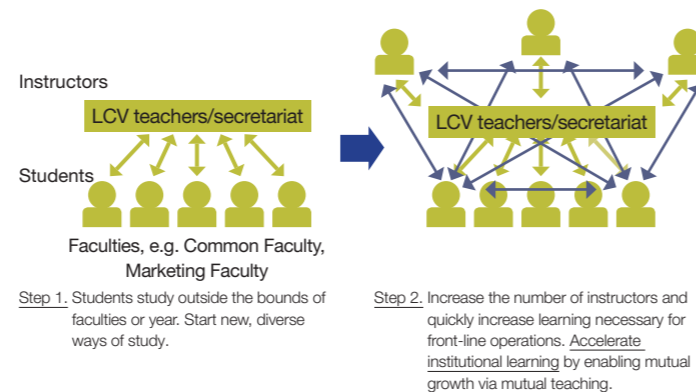 Instructors
LCV teachers/secretariat
Students
Faculties, e.g. Common Faculty,
Marketing Faculty
Step 1. Students study outside the bounds of
faculties or year. Start new, diverse
ways of study.
LCV teachers/secretariat
Step 2. Increase the number of instructors and
quickly increase learning necessary for
front-line operations. Accelerate
institutional learning by enabling mutual
growth via mutual teaching.